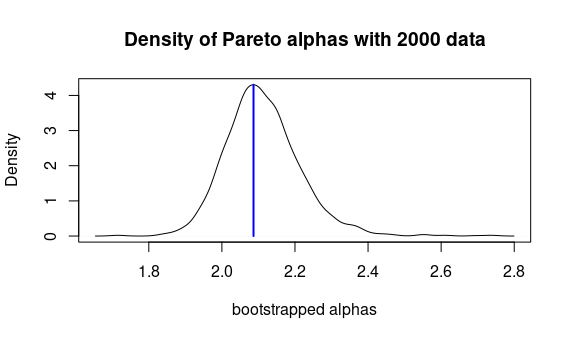 Density of Pareto alphas with 2000 data
Density
4
3
2
1
0
1.8 2.0 2.2 2.4 2.6 2.8
bootstrapped alphas